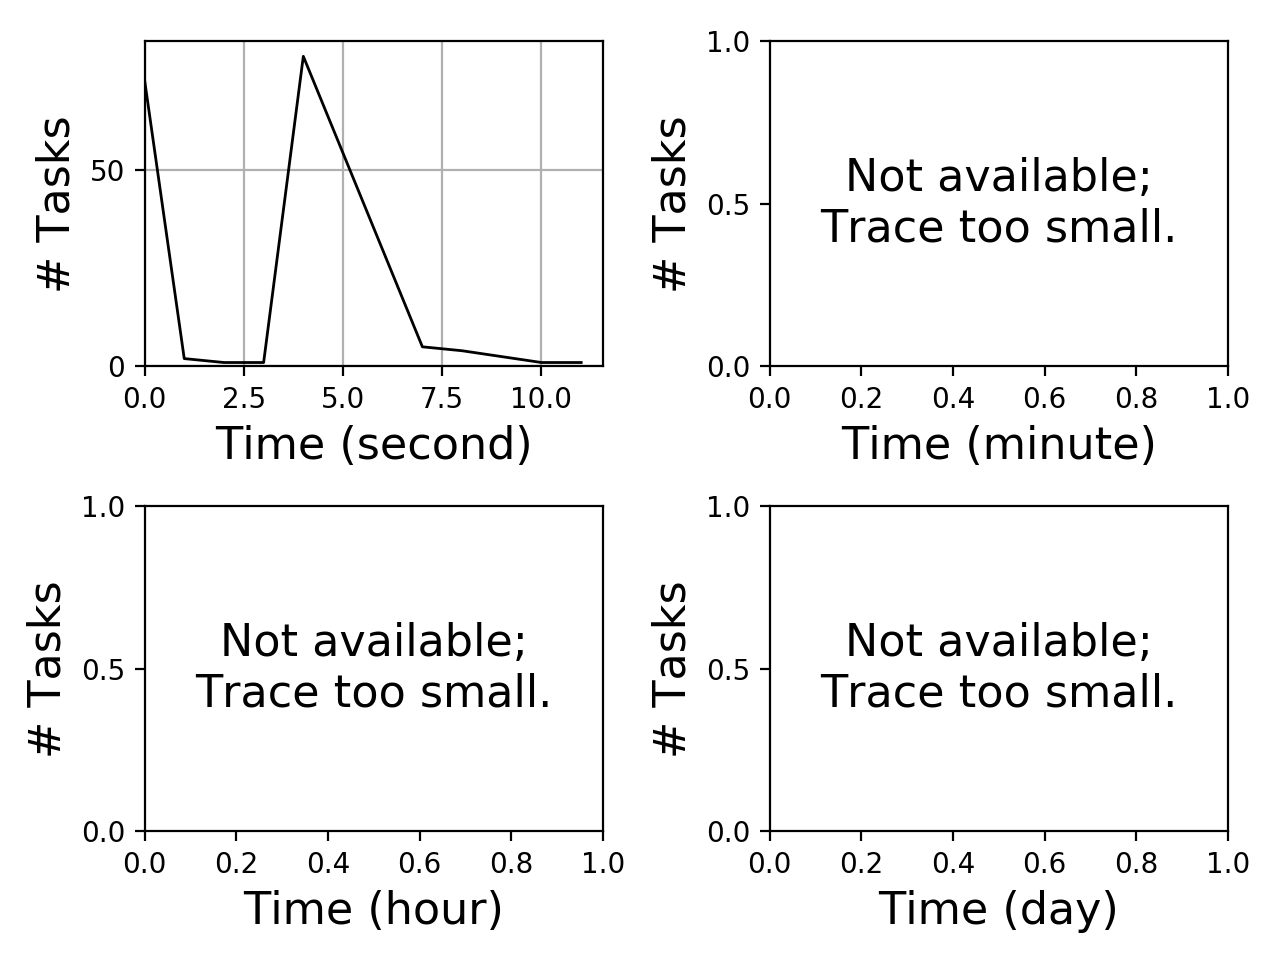 # Tasks
50
0
0.0 2.5 5.0 7.5 10.0
Time (second)
# Tasks
1.0
0.5
0.0
Not available;
Trace too small.
0.0 0.2 0.4 0.6 0.8 1.0
Time (minute)
# Tasks
1.0
0.5
0.0
Not available;
Trace too small.
0.0 0.2 0.4 0.6 0.8 1.0
Time (hour)
# Tasks
1.0
0.5
0.0
Not available;
Trace too small.
0.0 0.2 0.4 0.6 0.8 1.0
Time (day)